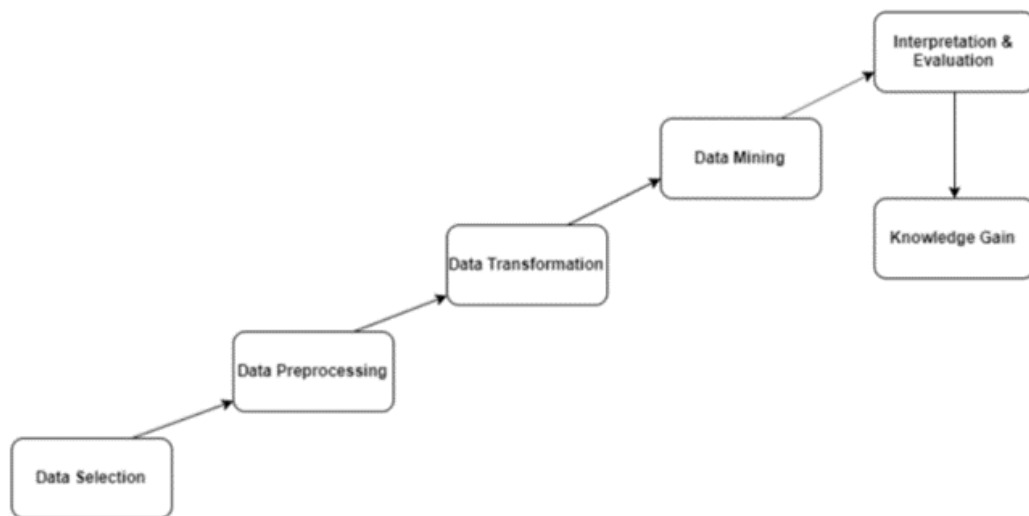 Interpretation &
Evaluation
Data Mining
Knowledge Gain
Data Transformation
Data Preprocessing
Data Selection